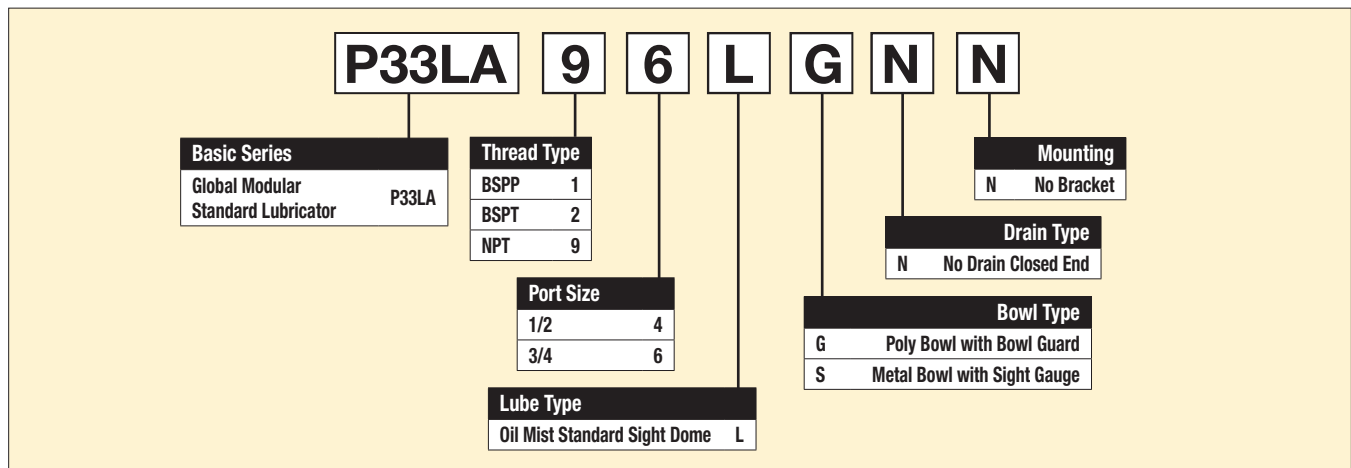 P33LA 9 6 L G N N
Basic Series
Global Modular
Standard Lubricator P33LA
Thread Type
BSPP 1
BSPT 2
NPT 9
Port Size
1/2 4
3/4 6
Lube Type
Oil Mist Standard Sight Dome L
Mounting
N No Bracket
Drain Type
N No Drain Closed End
Bowl Type
G Poly Bowl with Bowl Guard
S Metal Bowl with Sight Gauge